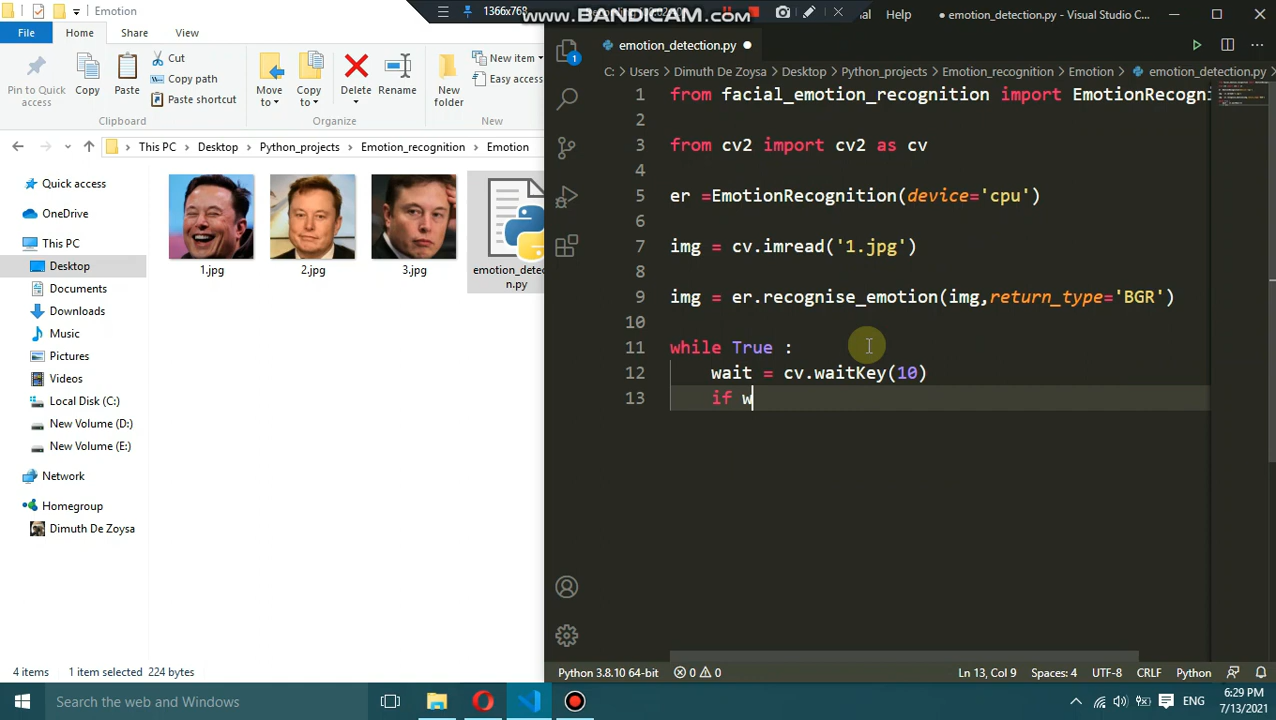 Emotion
1366x768
www.BANDICAM.com
Help
emotion_detection.py - Visual Studio C...
File
Home
Share
View
Pin to Quick access
Copy
Paste
Cut
Copy path
Paste shortcut
Clipboard
Move to
Copy to
Delete
Rename
Organize
New folder
New item
Easy access
New
This PC
Desktop
Python_projects
Emotion_recognition
Emotion
Quick access
OneDrive
This PC
Desktop
Documents
Downloads
Music
Pictures
Videos
Local Disk (C:)
New Volume (D:)
New Volume (E:)
Network
Homegroup
Dimuth De Zoysa
1.jpg
2.jpg
3.jpg
emotion_detectio
n.py
4 items
1 item selected
224 bytes
emotion_detection.py
C: > Users > Dimuth De Zoysa > Desktop > Python_projects > Emotion_recognition > Emotion > emotion_detection.py >
1 from facial_emotion_recognition import EmotionRecogni
2
3 from cv2 import cv2 as cv
4
5 er =EmotionRecognition(device='cpu')
6
7 img = cv.imread('1.jpg')
8
9 img = er.recognise_emotion(img,return_type='BGR')
10
11 while True :
12 wait = cv.waitKey(10)
13 if w
1
Python 3.8.10 64-bit
0
0
Ln 13, Col 9
Spaces: 4
UTF-8
CRLF
Python
Search the web and Windows
ENG
6:29 PM
7/13/2021